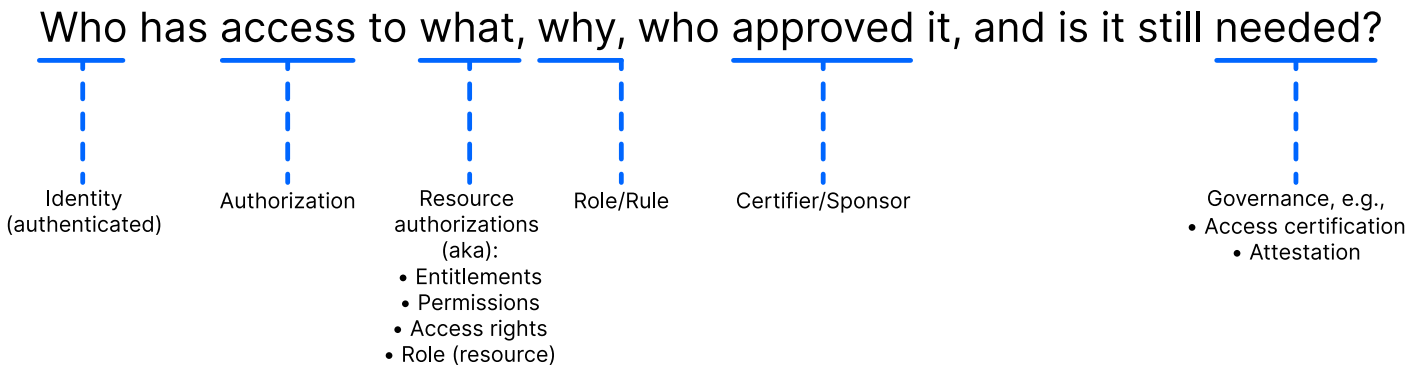 Who has access to what, why, who approved it, and is it still needed?
Identity
(authenticated)
Authorization
Resource
authorizations
(aka):
• Entitlements
• Permissions
• Access rights
• Role (resource)
Role/Rule
Certifier/Sponsor
Governance, e.g.,
• Access certification
• Attestation